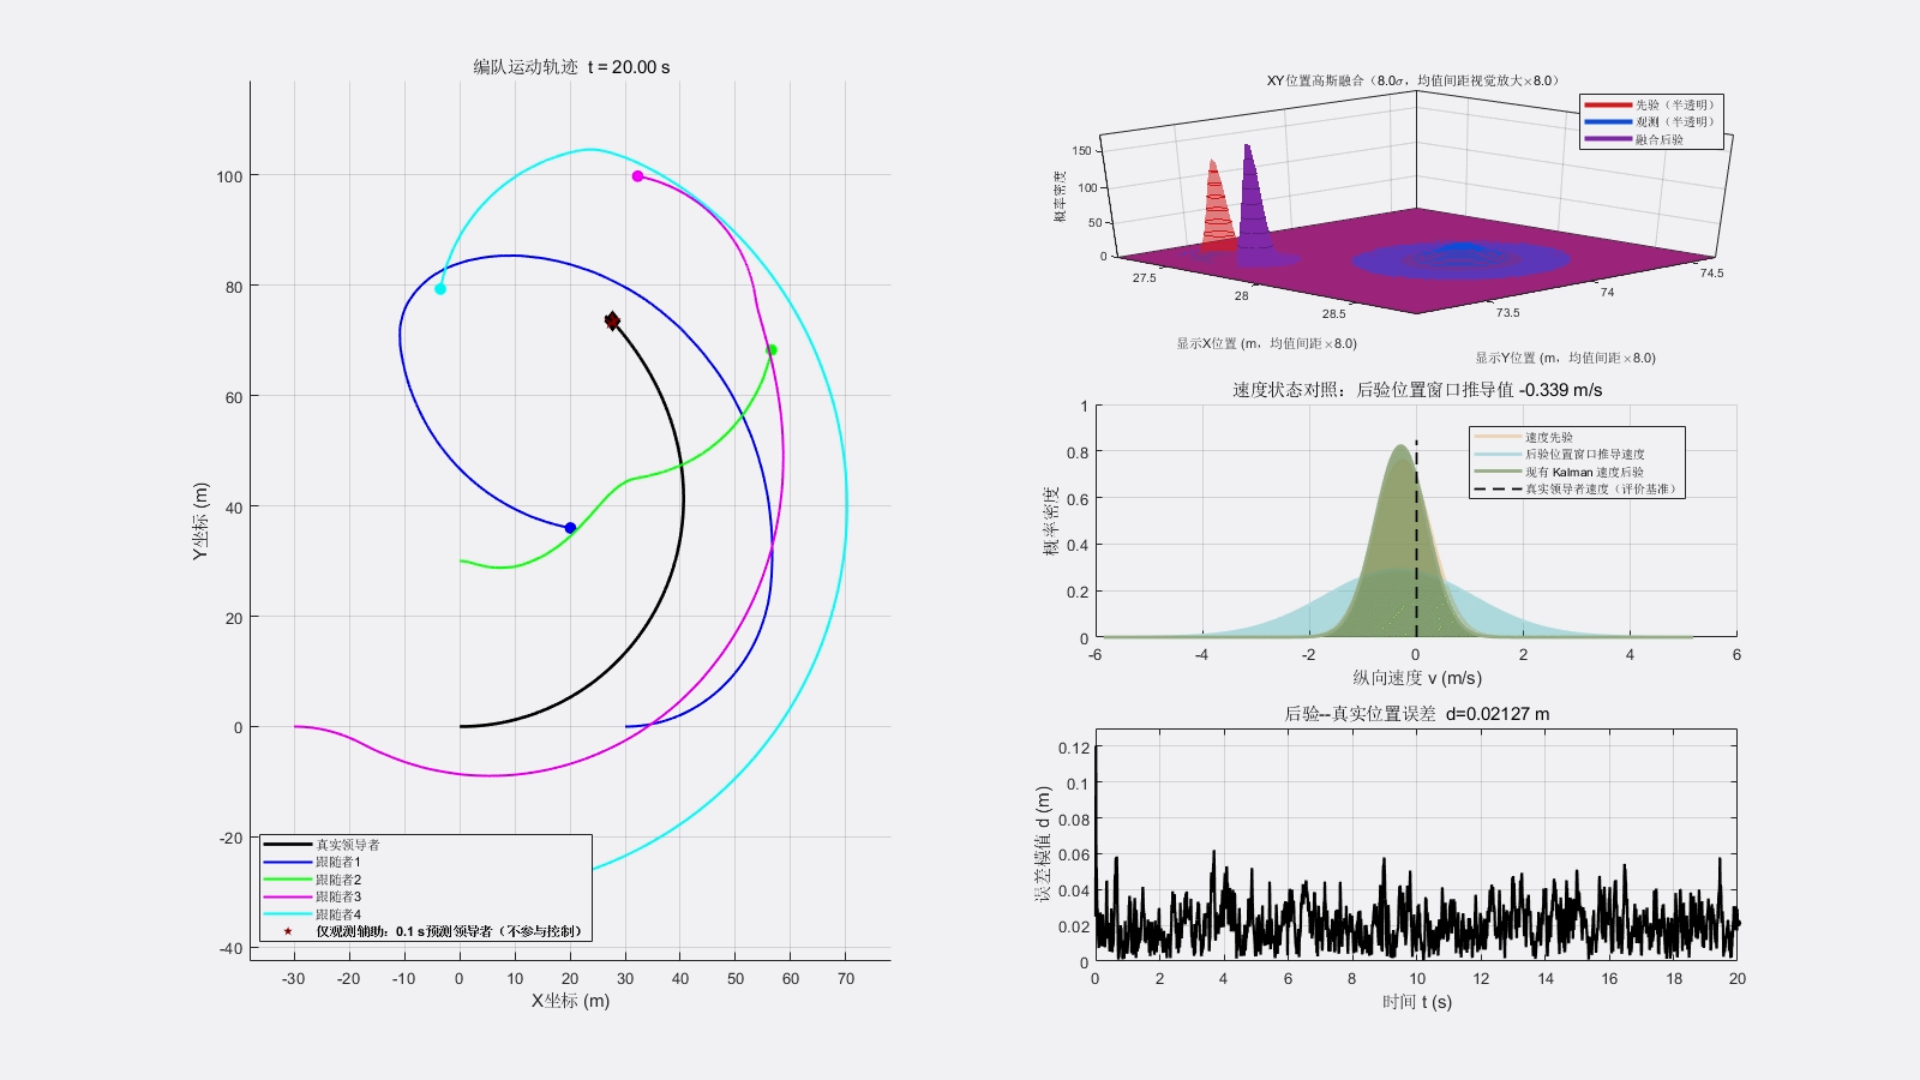 编队运动轨迹 t = 20.00 s
100
80
60
40
20
0
-20
-40
Y坐标 (m)
真实领导者
跟随者1
跟随者2
跟随者3
跟随者4
仅观测辅助：0.1 s预测领导者（不参与控制）
-30 -20 -10 0 10 20 30 40 50 60 70
X坐标 (m)
XY位置高斯融合（8.0σ，均值间距视觉放大×8.0）
先验（半透明）
观测（半透明）
融合后验
150
100
50
0
概率密度
27.5
28
28.5
73.5
74
74.5
显示X位置 (m，均值间距×8.0)
显示Y位置 (m，均值间距×8.0)
速度状态对照：后验位置窗口推导值 -0.339 m/s
1
0.8
0.6
0.4
0.2
0
概率密度
速度先验
后验位置窗口推导速度
现有 Kalman 速度后验
真实领导者速度（评价基准）
-6 -4 -2 0 2 4 6
纵向速度 v (m/s)
后验--真实位置误差 d=0.02127 m
0.12
0.1
0.08
0.06
0.04
0.02
0
误差模值 d (m)
0 2 4 6 8 10 12 14 16 18 20
时间 t (s)